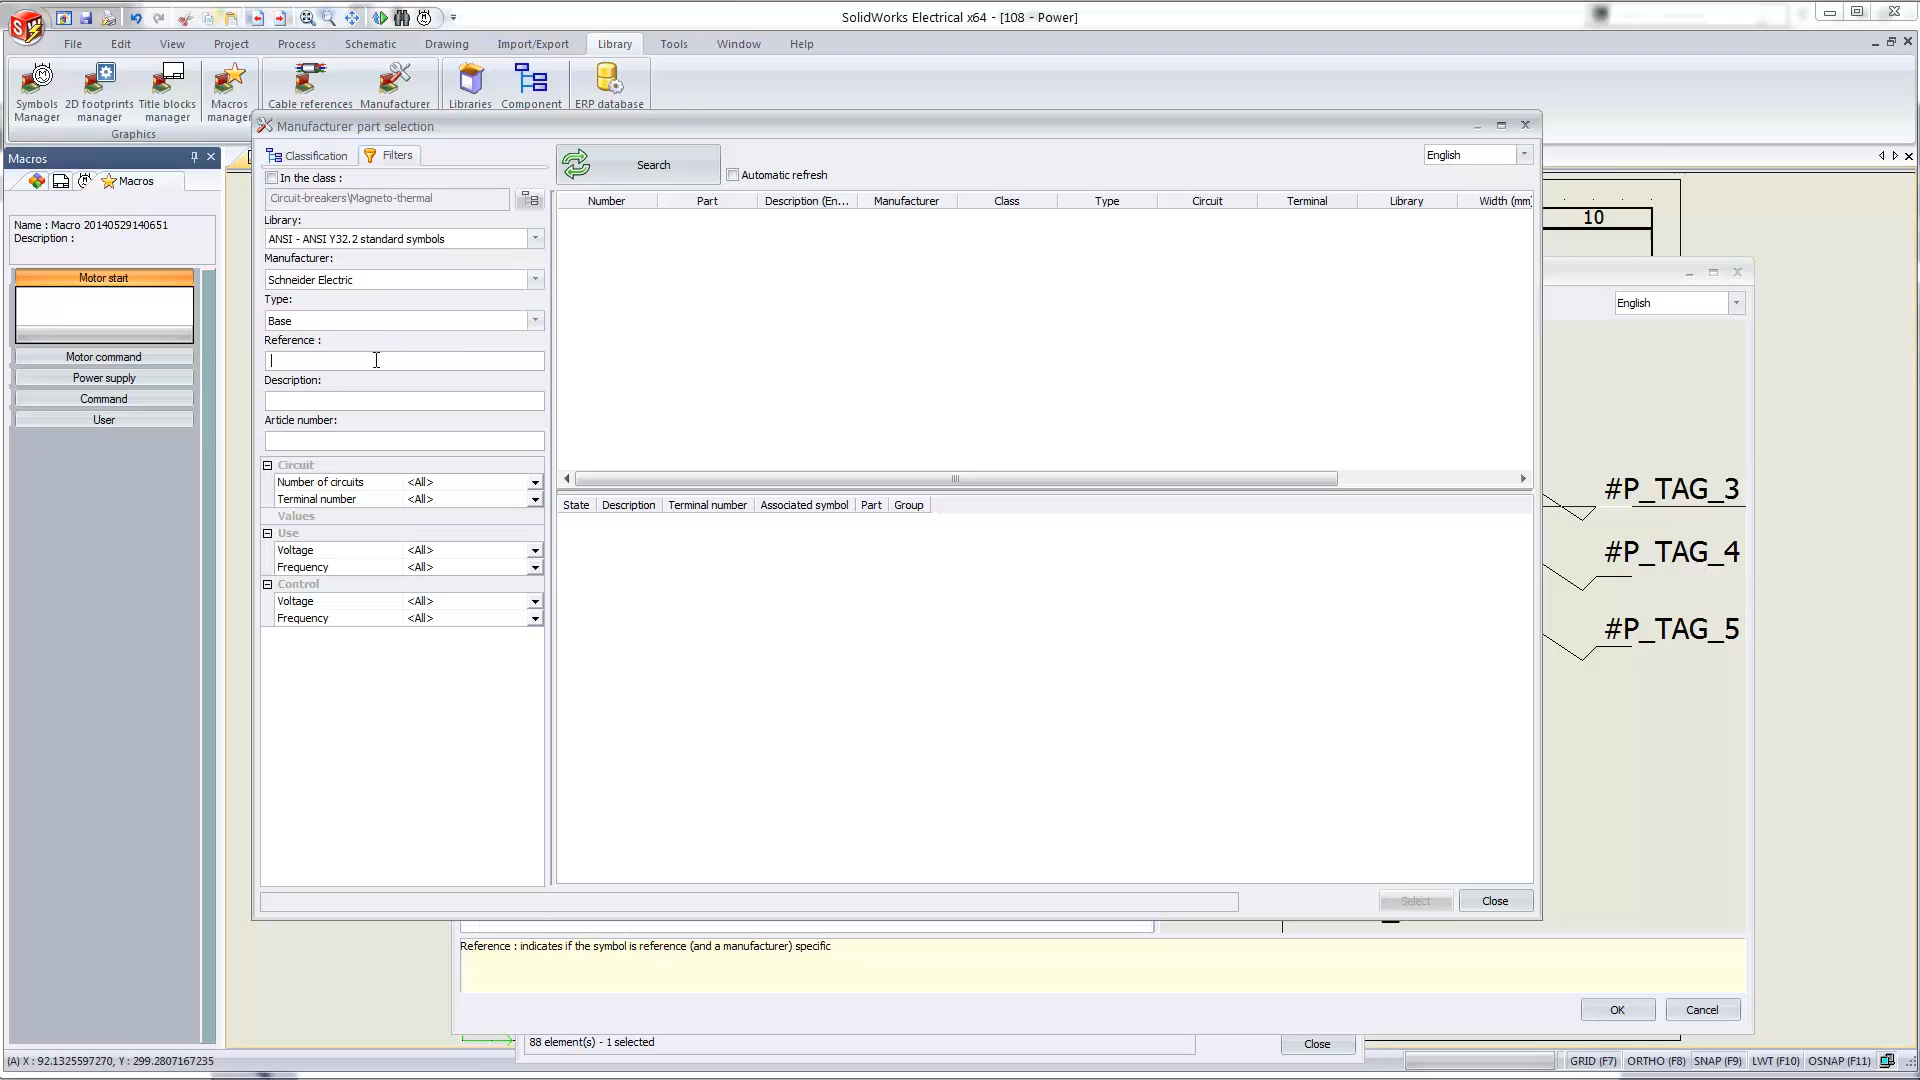 SolidWorks Electrical x64 - [108 - Power]
File Edit View Project Process Schematic Drawing Import/Export Library Tools Window Help
Symbols Manager
2D footprints manager
Title blocks manager
Macros manager
Cable references
Manufacturer
Libraries
Component
ERP database
Graphics
Macros
Macros
Name : Macro 20140529140651
Description :
Motor start
Motor command
Power supply
Command
User
Manufacturer part selection
Classification Filters
In the class :
Circuit-breakers\Magneto-thermal
Library:
ANSI - ANSI Y32.2 standard symbols
Manufacturer:
Schneider Electric
Type:
Base
Reference :
Description:
Article number:
Circuit
Number of circuits <All>
Terminal number <All>
Values
Use
Voltage <All>
Frequency <All>
Control
Voltage <All>
Frequency <All>
Search
Automatic refresh
English
Number Part Description (En... Manufacturer Class Type Circuit Terminal Library Width (mm)
State Description Terminal number Associated symbol Part Group
Select Close
10
English
#P_TAG_3
#P_TAG_4
#P_TAG_5
Reference : indicates if the symbol is reference (and a manufacturer) specific
OK Cancel
88 element(s) - 1 selected
Close
(A) X : 92.1325597270, Y : 299.2807167235
GRID (F7) ORTHO (F8) SNAP (F9) LWT (F10) OSNAP (F11)